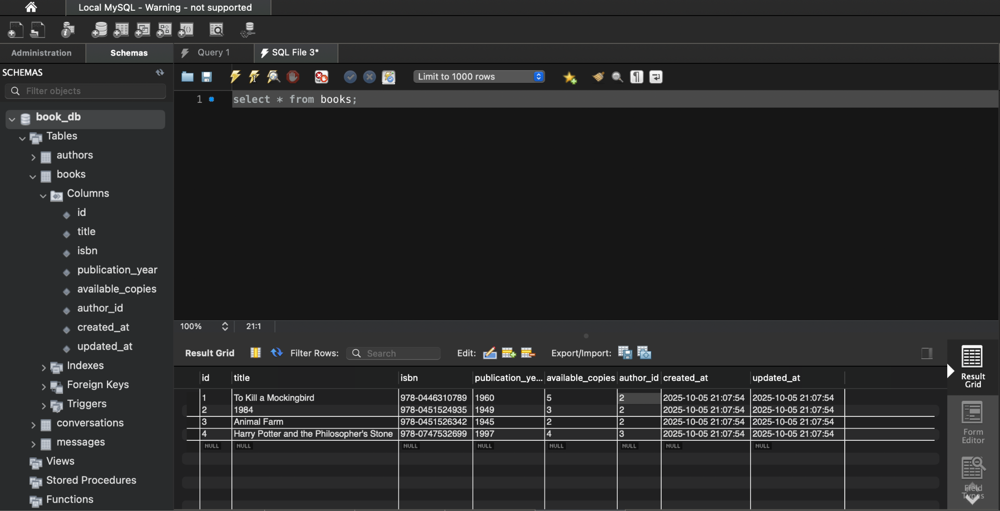 Local MySQL - Warning - not supported
Administration
Schemas
Query 1
SQL File 3*
SCHEMAS
Filter objects
Limit to 1000 rows
1 select * from books;
book_db
Tables
authors
books
Columns
id
title
isbn
publication_year
available_copies
author_id
created_at
updated_at
Indexes
Foreign Keys
Triggers
conversations
messages
Views
Stored Procedures
Functions
100% 21:1
Result Grid Filter Rows: Search Edit: Export/Import:
id title isbn publication_ye... available_copies author_id created_at updated_at
1 To Kill a Mockingbird 978-0446310789 1960 5 2 2025-10-05 21:07:54 2025-10-05 21:07:54
2 1984 978-0451524935 1949 3 2 2025-10-05 21:07:54 2025-10-05 21:07:54
3 Animal Farm 978-0451526342 1945 2 2 2025-10-05 21:07:54 2025-10-05 21:07:54
4 Harry Potter and the Philosopher's Stone 978-0747532699 1997 4 3 2025-10-05 21:07:54 2025-10-05 21:07:54
NULL NULL NULL NULL NULL NULL NULL NULL
Result
Grid
Form
Editor
Field
Types